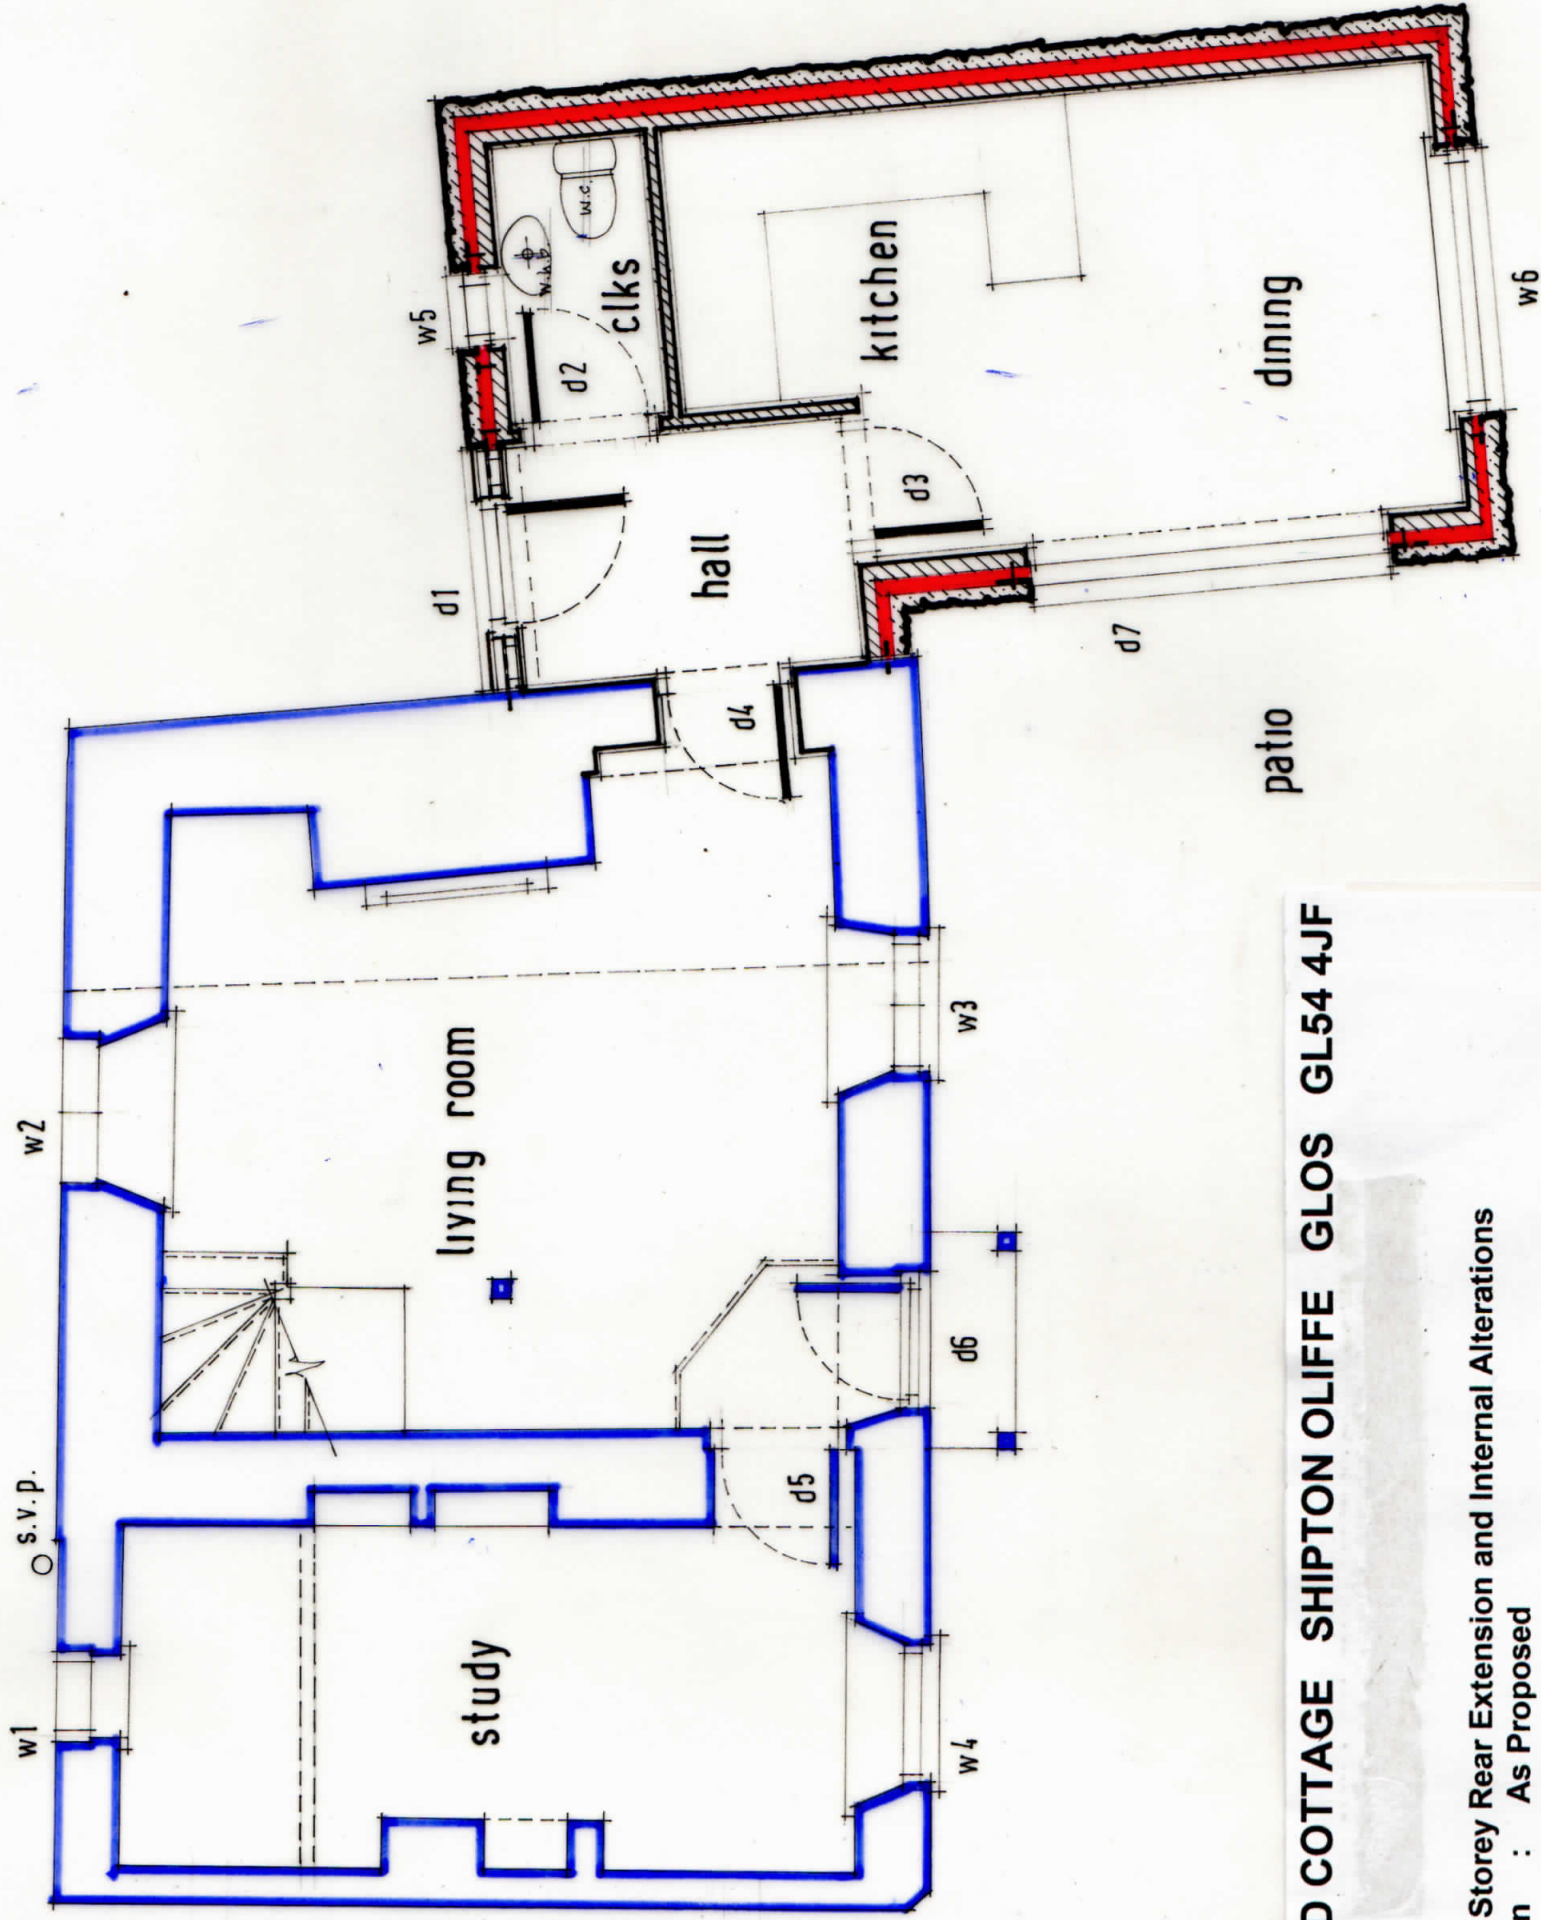 w1
s.v.p.
w2
study
living room
d5
d4
w4
d6
w3
d1
w5
hall
d2
clks
w.h.b
w.c.
d3
kitchen
dining
d7
patio
w6
COTTAGE SHIPTON OLIFFE GLOS GL54 4JF
Storey Rear Extension and Internal Alterations
: As Proposed